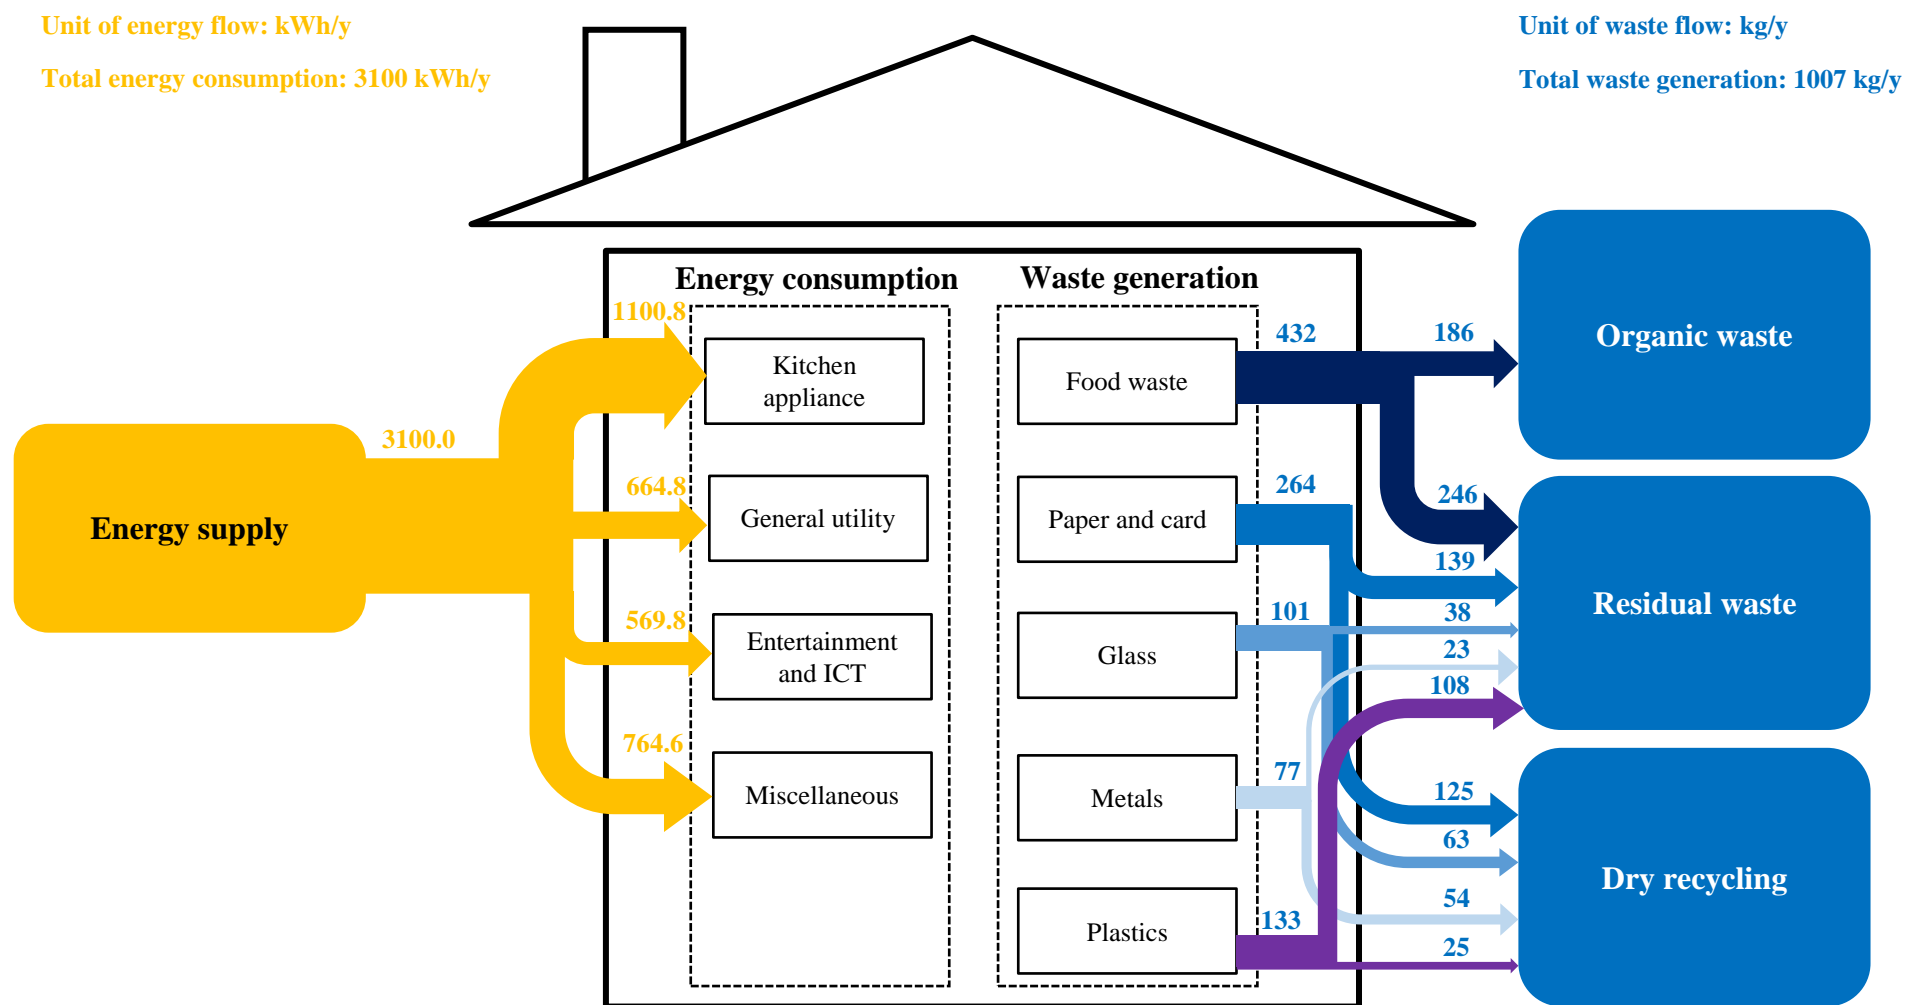 Unit of energy flow: kWh/y
Total energy consumption: 3100 kWh/y
Unit of waste flow: kg/y
Total waste generation: 1007 kg/y
Energy consumption
Waste generation
Energy supply
3100.0
1100.8
Kitchen
appliance
664.8
General utility
569.8
Entertainment
and ICT
764.6
Miscellaneous
Food waste
432
Paper and card
264
Glass
101
Metals
77
Plastics
133
186
246
139
38
23
108
125
63
54
25
Organic waste
Residual waste
Dry recycling